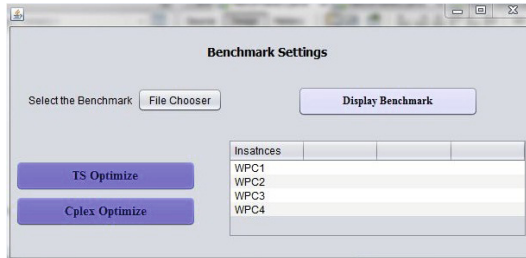 Benchmark Settings
Select the Benchmark File Chooser Display Benchmark
Insatnces
WPC1
WPC2
WPC3
WPC4
TS Optimize
Cplex Optimize